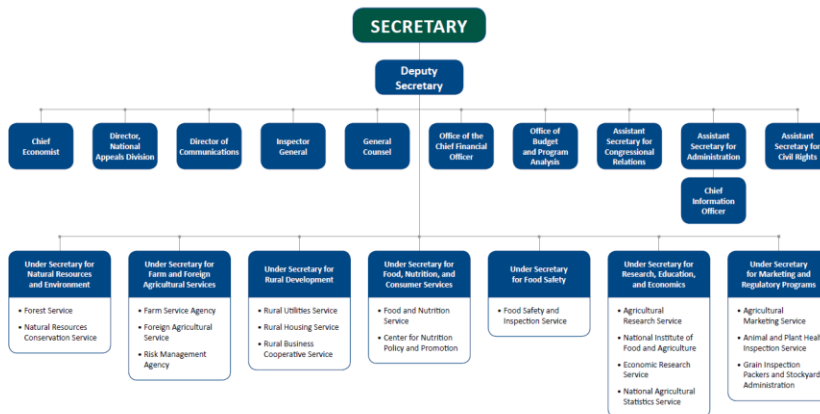 SECRETARY
Deputy
Secretary
Chief
Economist
Director,
National
Appeals Division
Director of
Communications
Inspector
General
General
Counsel
Office of the
Chief Financial
Officer
Office of
Budget
and Program
Analysis
Assistant
Secretary for
Congressional
Relations
Assistant
Secretary for
Administration
Assistant
Secretary for
Civil Rights
Chief
Information
Officer
Under Secretary for
Natural Resources
and Environment
• Forest Service
• Natural Resources
Conservation Service
Under Secretary for
Farm and Foreign
Agricultural Services
• Farm Service Agency
• Foreign Agricultural
Service
• Risk Management
Agency
Under Secretary for
Rural Development
• Rural Utilities Service
• Rural Housing Service
• Rural Business
Cooperative Service
Under Secretary for
Food, Nutrition, and
Consumer Services
• Food and Nutrition
Service
• Center for Nutrition
Policy and Promotion
Under Secretary
for Food Safety
• Food Safety and
Inspection Service
Under Secretary for
Research, Education,
and Economics
• Agricultural
Research Service
• National Institute of
Food and Agriculture
• Economic Research
Service
• National Agricultural
Statistics Service
Under Secretary
for Marketing and
Regulatory Programs
• Agricultural
Marketing Service
• Animal and Plant Health
Inspection Service
• Grain Inspection
Packers and Stockyard
Administration